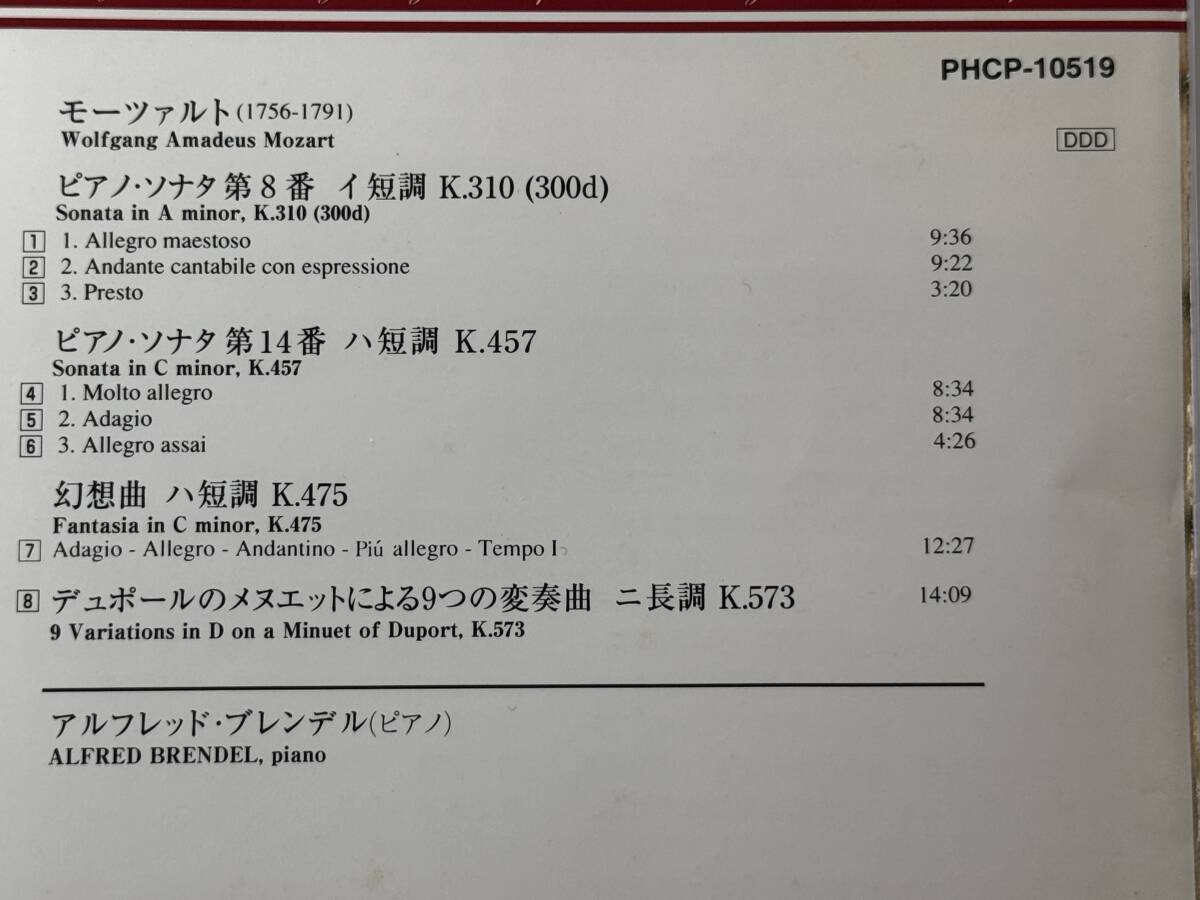 PHCP-10519
モーツァルト(1756-1791)
Wolfgang Amadeus Mozart
DDD
ピアノ・ソナタ第8番 イ短調 K.310 (300d)
Sonata in A minor, K.310 (300d)
1 1. Allegro maestoso 9:36
2 2. Andante cantabile con espressione 9:22
3 3. Presto 3:20
ピアノ・ソナタ第14番 ハ短調 K.457
Sonata in C minor, K.457
4 1. Molto allegro 8:34
5 2. Adagio 8:34
6 3. Allegro assai 4:26
幻想曲 ハ短調 K.475
Fantasia in C minor, K.475
7 Adagio - Allegro - Andantino - Piú allegro - Tempo I 12:27
8 デュポールのメヌエットによる9つの変奏曲 ニ長調 K.573 14:09
9 Variations in D on a Minuet of Duport, K.573
アルフレッド・ブレンデル(ピアノ)
ALFRED BRENDEL, piano